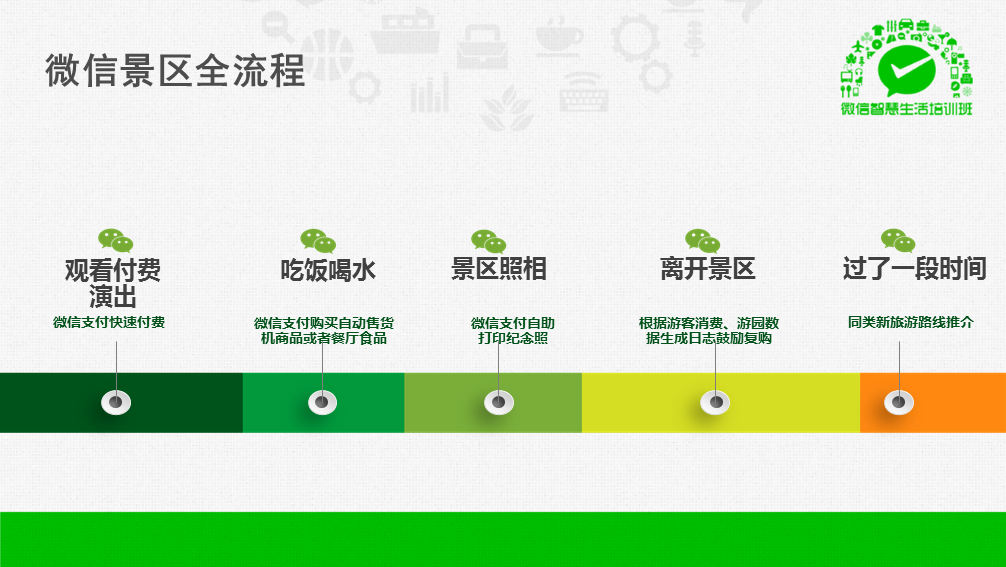 微信景区全流程
微信智慧生活培训班
观看付费
演出
微信支付快速付费
吃饭喝水
微信支付购买自动售货
机商品或者餐厅食品
景区照相
微信支付自助
打印纪念照
离开景区
根据游客消费、游园数
据生成日志鼓励复购
过了一段时间
同类新旅游路线推介